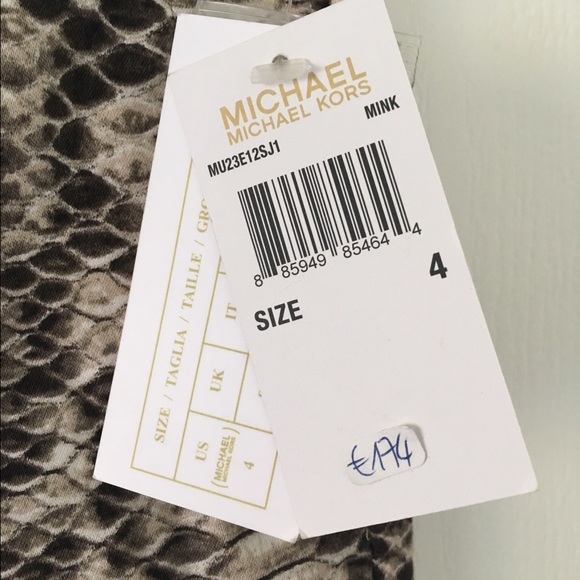 MICHAEL
MICHAEL KORS
MU23E12SJ1 MINK
8 85949 85464 4
SIZE 4
€174
SIZE / TAGLIA / TAILLE /
US UK IT
MICHAEL
MICHAEL KORS
4